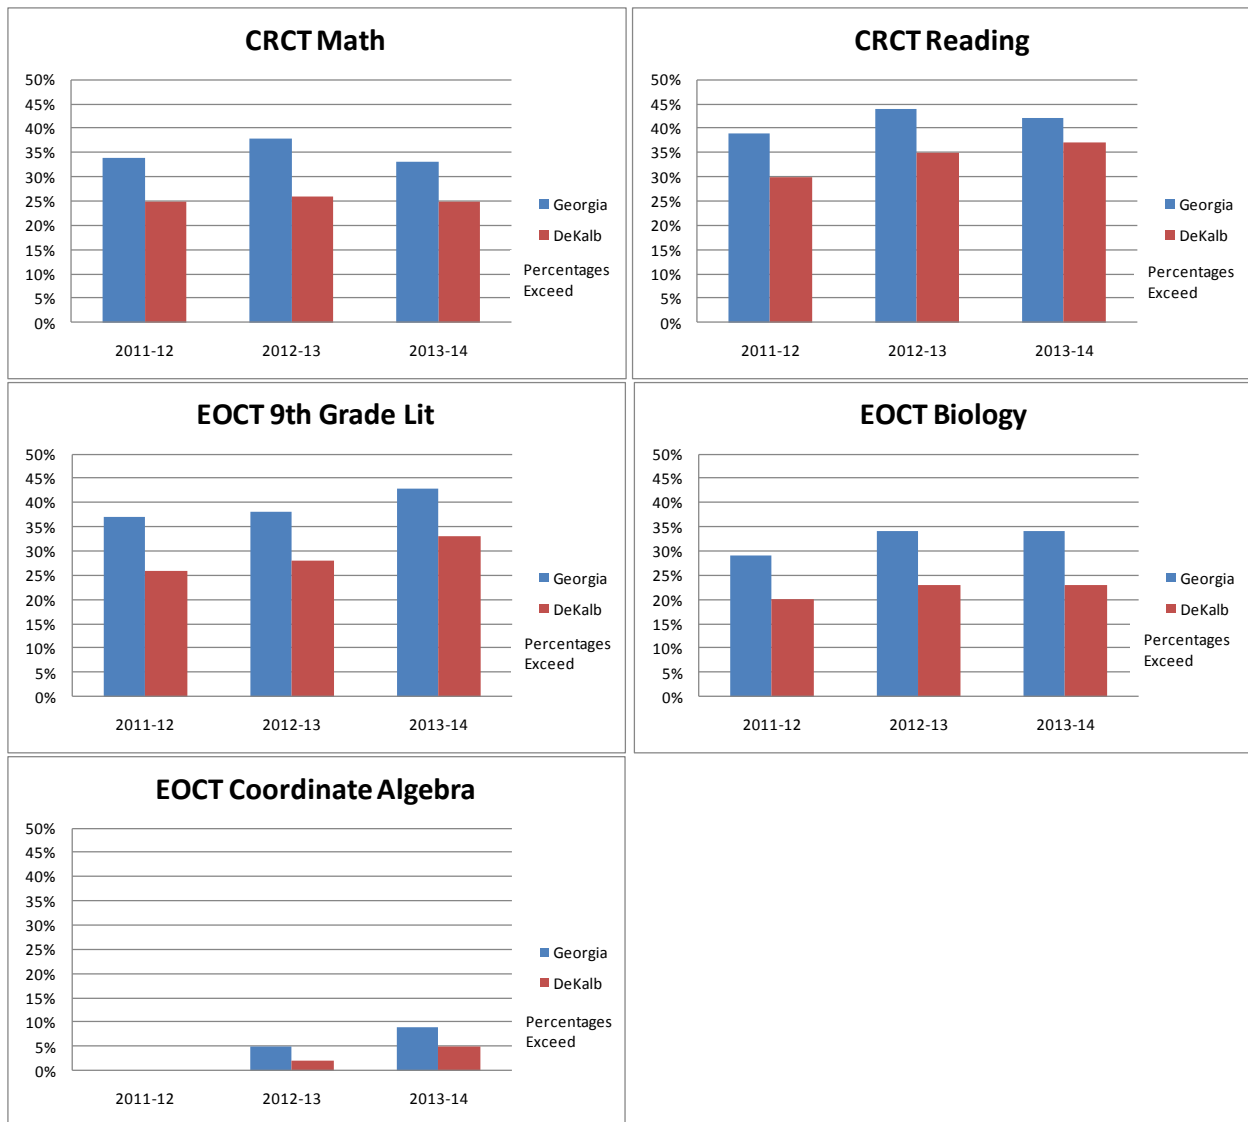 CRCT Math
50%
45%
40%
35%
30%
25%
20%
15%
10%
5%
0%
2011-12 2012-13 2013-14
Georgia
DeKalb
Percentages
Exceed
CRCT Reading
50%
45%
40%
35%
30%
25%
20%
15%
10%
5%
0%
2011-12 2012-13 2013-14
Georgia
DeKalb
Percentages
Exceed
EOCT 9th Grade Lit
50%
45%
40%
35%
30%
25%
20%
15%
10%
5%
0%
2011-12 2012-13 2013-14
Georgia
DeKalb
Percentages
Exceed
EOCT Biology
50%
45%
40%
35%
30%
25%
20%
15%
10%
5%
0%
2011-12 2012-13 2013-14
Georgia
DeKalb
Percentages
Exceed
EOCT Coordinate Algebra
50%
45%
40%
35%
30%
25%
20%
15%
10%
5%
0%
2011-12 2012-13 2013-14
Georgia
DeKalb
Percentages
Exceed